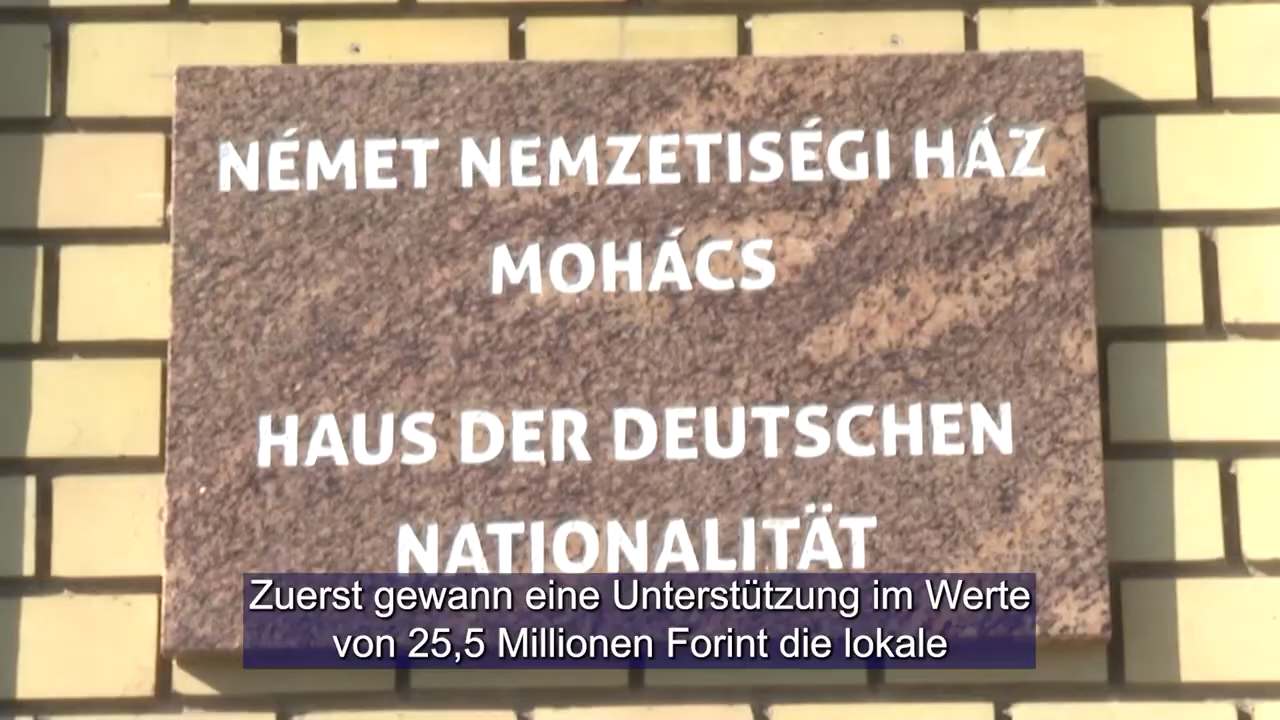 NÉMET NEMZETISÉGI HÁZ
MOHÁCS
HAUS DER DEUTSCHEN
NATIONALITÄT
Zuerst gewann eine Unterstützung im Werte
von 25,5 Millionen Forint die lokale